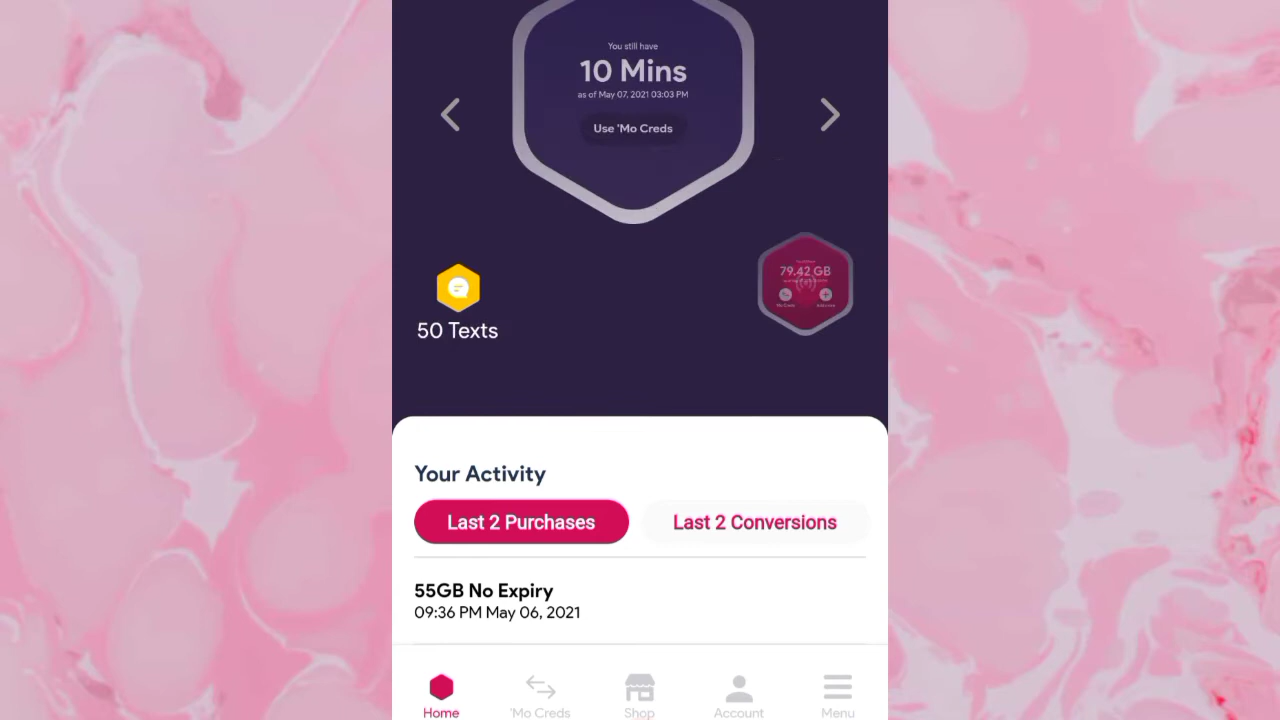 You still have
10 Mins
as of May 07, 2021 03:03 PM
Use 'Mo Creds
79.42 GB
50 Texts
Your Activity
Last 2 Purchases
Last 2 Conversions
55GB No Expiry
09:36 PM May 06, 2021
Home
'Mo Creds
Shop
Account
Menu